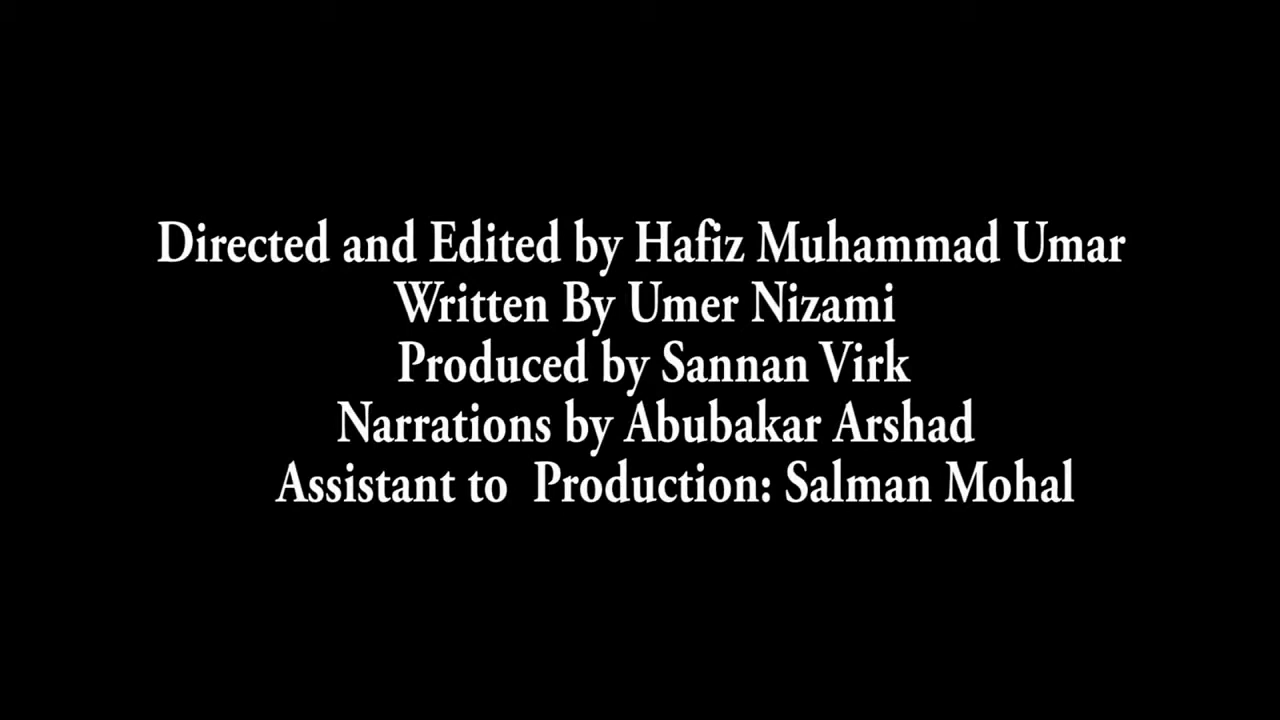 Directed and Edited by Hafiz Muhammad Umar
Written By Umer Nizami
Produced by Sannan Virk
Narrations by Abubakar Arshad
Assistant to  Production: Salman Mohal